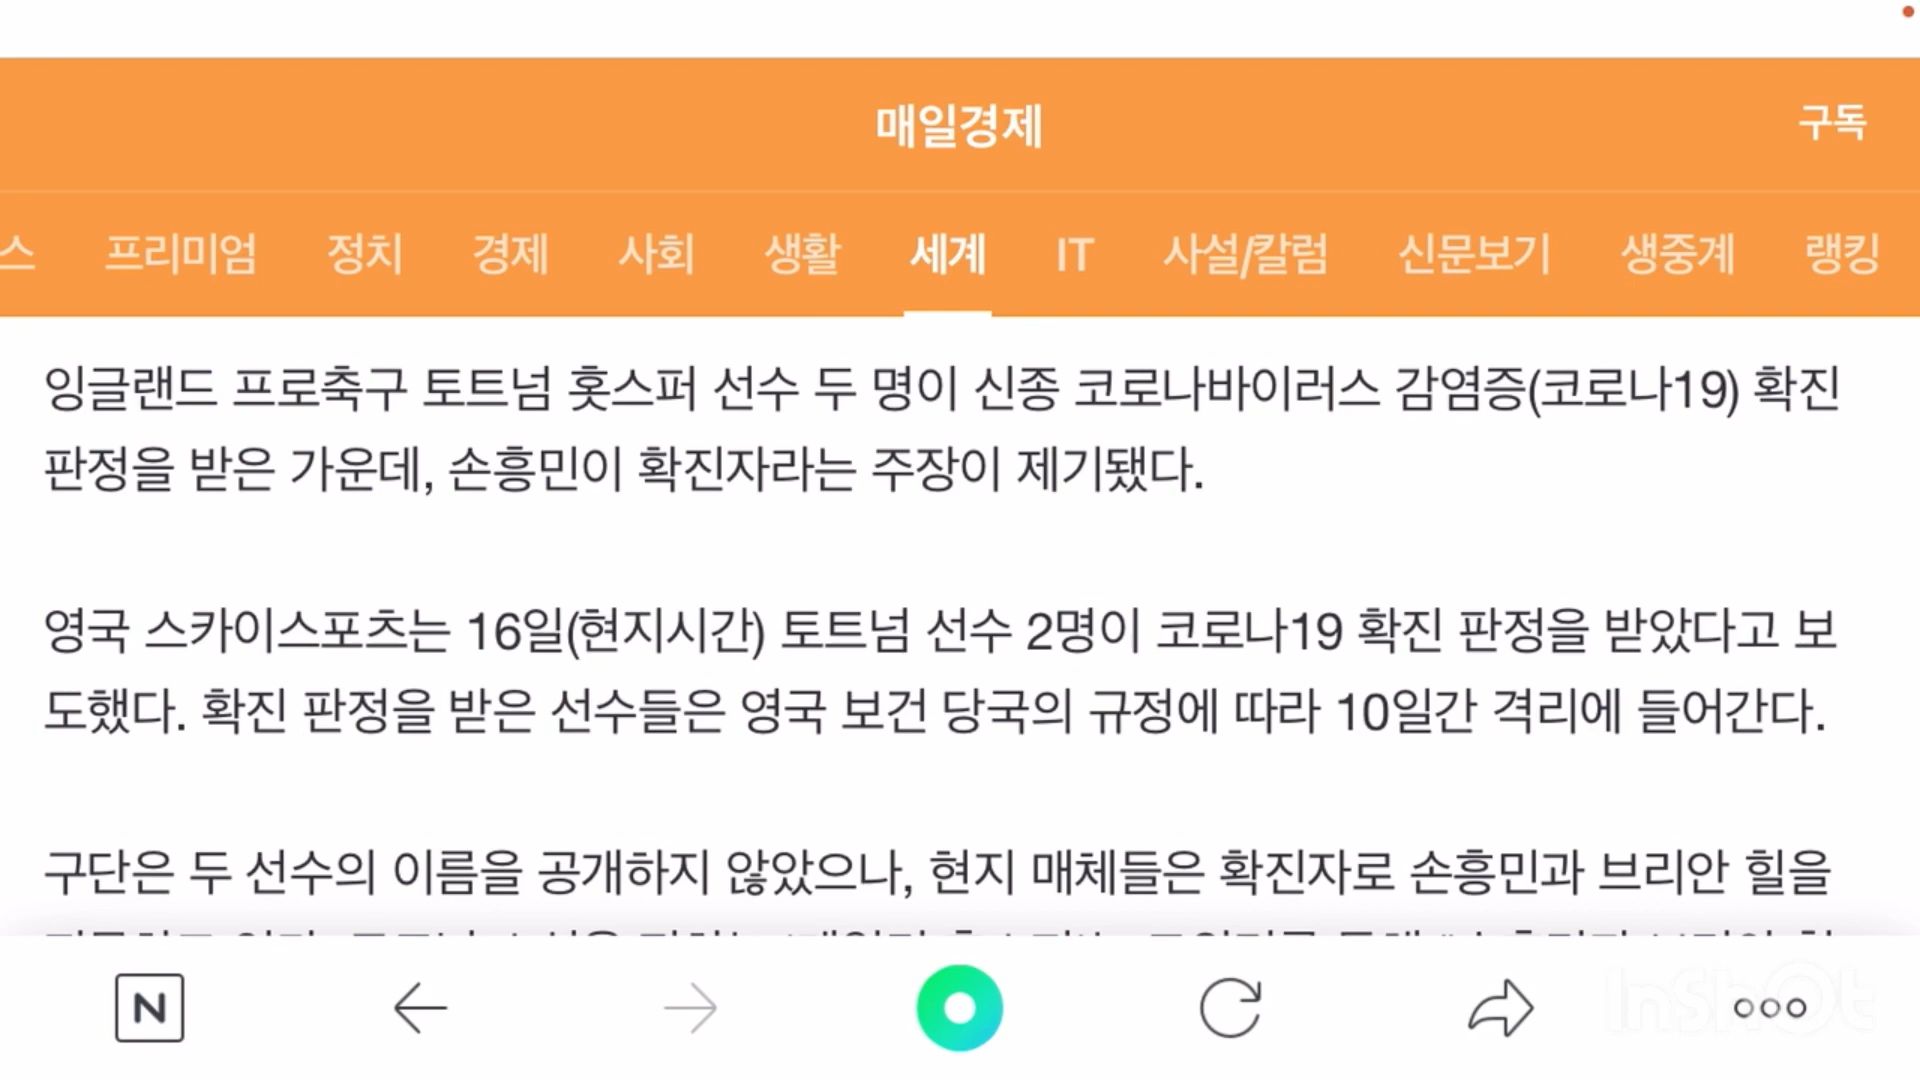 매일경제
구독
스 프리미엄 정치 경제 사회 생활 세계 IT 사설/칼럼 신문보기 생중계 랭킹
잉글랜드 프로축구 토트넘 홋스퍼 선수 두 명이 신종 코로나바이러스 감염증(코로나19) 확진
판정을 받은 가운데, 손흥민이 확진자라는 주장이 제기됐다.
영국 스카이스포츠는 16일(현지시간) 토트넘 선수 2명이 코로나19 확진 판정을 받았다고 보
도했다. 확진 판정을 받은 선수들은 영국 보건 당국의 규정에 따라 10일간 격리에 들어간다.
구단은 두 선수의 이름을 공개하지 않았으나, 현지 매체들은 확진자로 손흥민과 브리안 힐을
N
InShOt